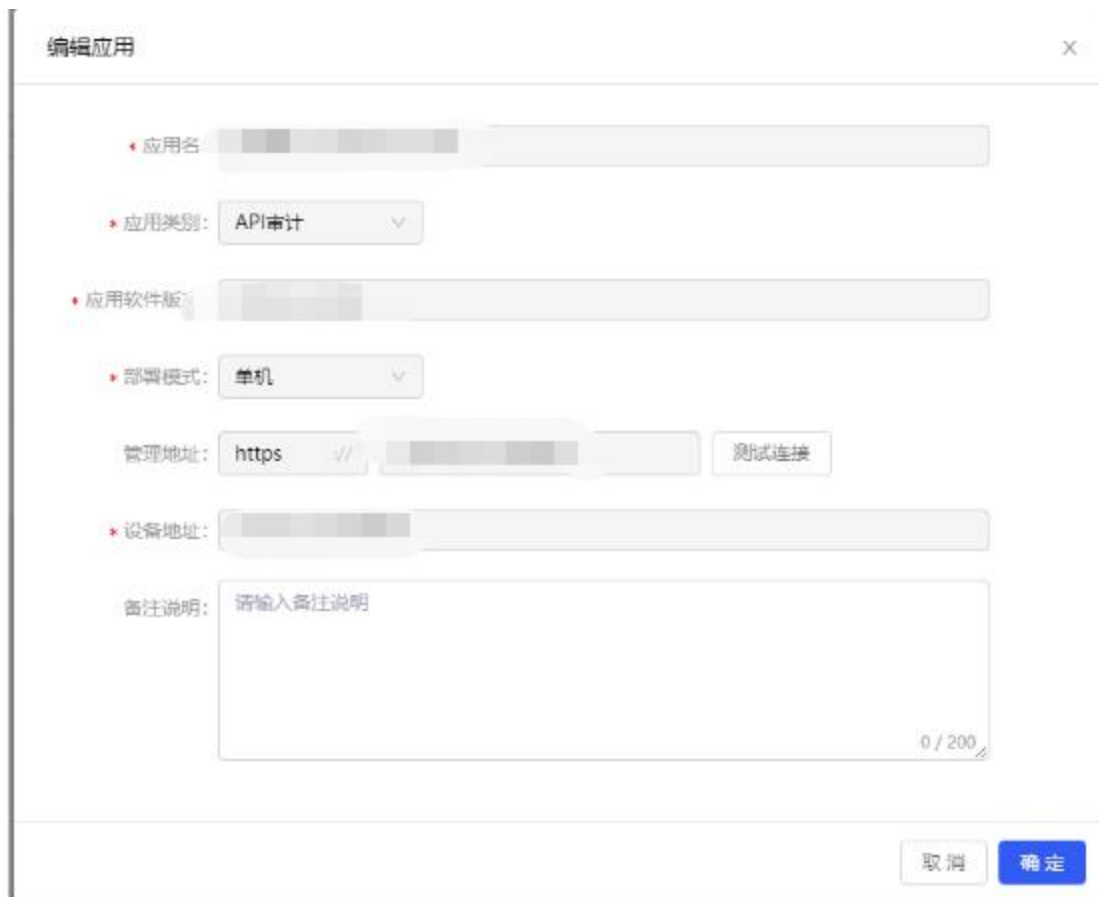 编辑应用
* 应用名
* 应用类别: API审计
* 应用软件版
* 部署模式: 单机
管理地址: https :// 测试连接
* 设备地址:
备注说明: 请输入备注说明
0 / 200
取消 确定